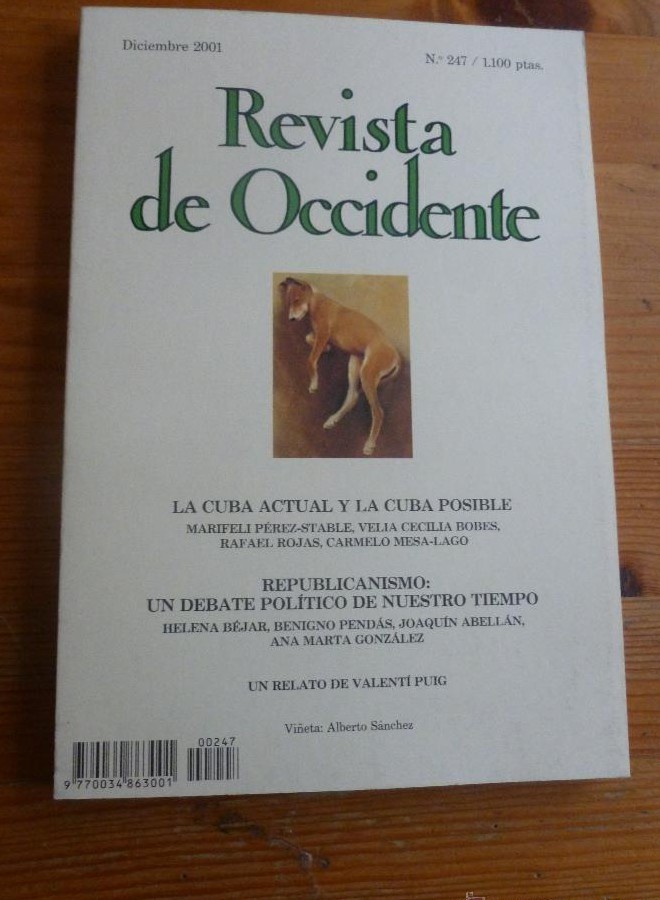 Diciembre 2001
N.º 247 / 1.100 ptas.
Revista
de Occidente
LA CUBA ACTUAL Y LA CUBA POSIBLE
MARIFELI PÉREZ-STABLE, VELIA CECILIA BOBES,
RAFAEL ROJAS, CARMELO MESA-LAGO
REPUBLICANISMO:
UN DEBATE POLÍTICO DE NUESTRO TIEMPO
HELENA BÉJAR, BENIGNO PENDÁS, JOAQUÍN ABELLÁN,
ANA MARTA GONZÁLEZ
UN RELATO DE VALENTÍ PUIG
Viñeta: Alberto Sánchez
00247
9 770034 863001